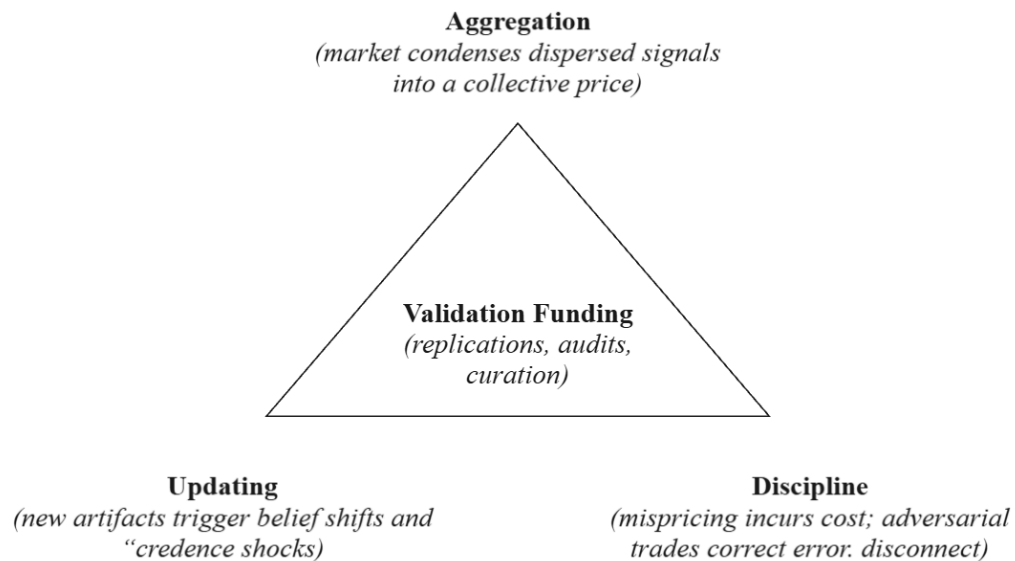 Aggregation
(market condenses dispersed signals
into a collective price)
Validation Funding
(replications, audits,
curation)
Updating
(new artifacts trigger belief shifts and
“credence shocks)
Discipline
(mispricing incurs cost; adversarial
trades correct error. disconnect)